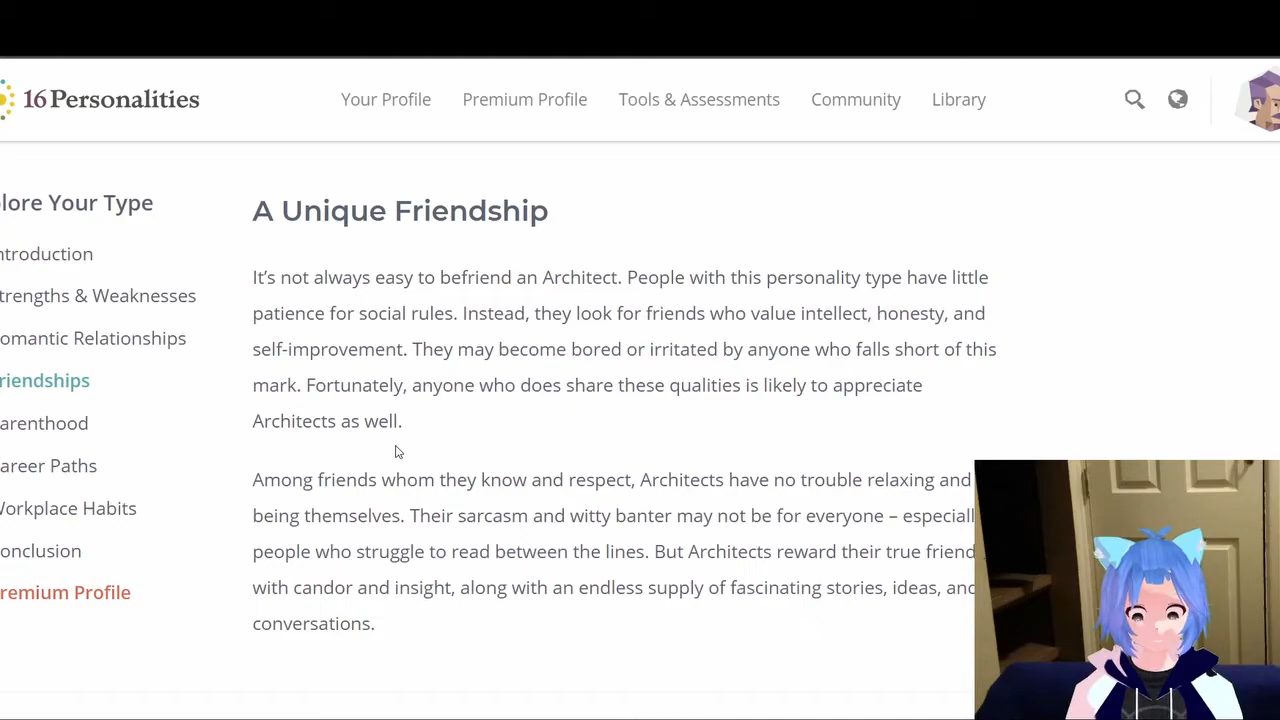 16Personalities
Your Profile
Premium Profile
Tools & Assessments
Community
Library
plore Your Type
ntroduction
trengths & Weaknesses
omantic Relationships
riendships
arenthood
areer Paths
Workplace Habits
onclusion
remium Profile
A Unique Friendship
It’s not always easy to befriend an Architect. People with this personality type have little
patience for social rules. Instead, they look for friends who value intellect, honesty, and
self-improvement. They may become bored or irritated by anyone who falls short of this
mark. Fortunately, anyone who does share these qualities is likely to appreciate
Architects as well.
Among friends whom they know and respect, Architects have no trouble relaxing and
being themselves. Their sarcasm and witty banter may not be for everyone – especiall
people who struggle to read between the lines. But Architects reward their true friend
with candor and insight, along with an endless supply of fascinating stories, ideas, and
conversations.